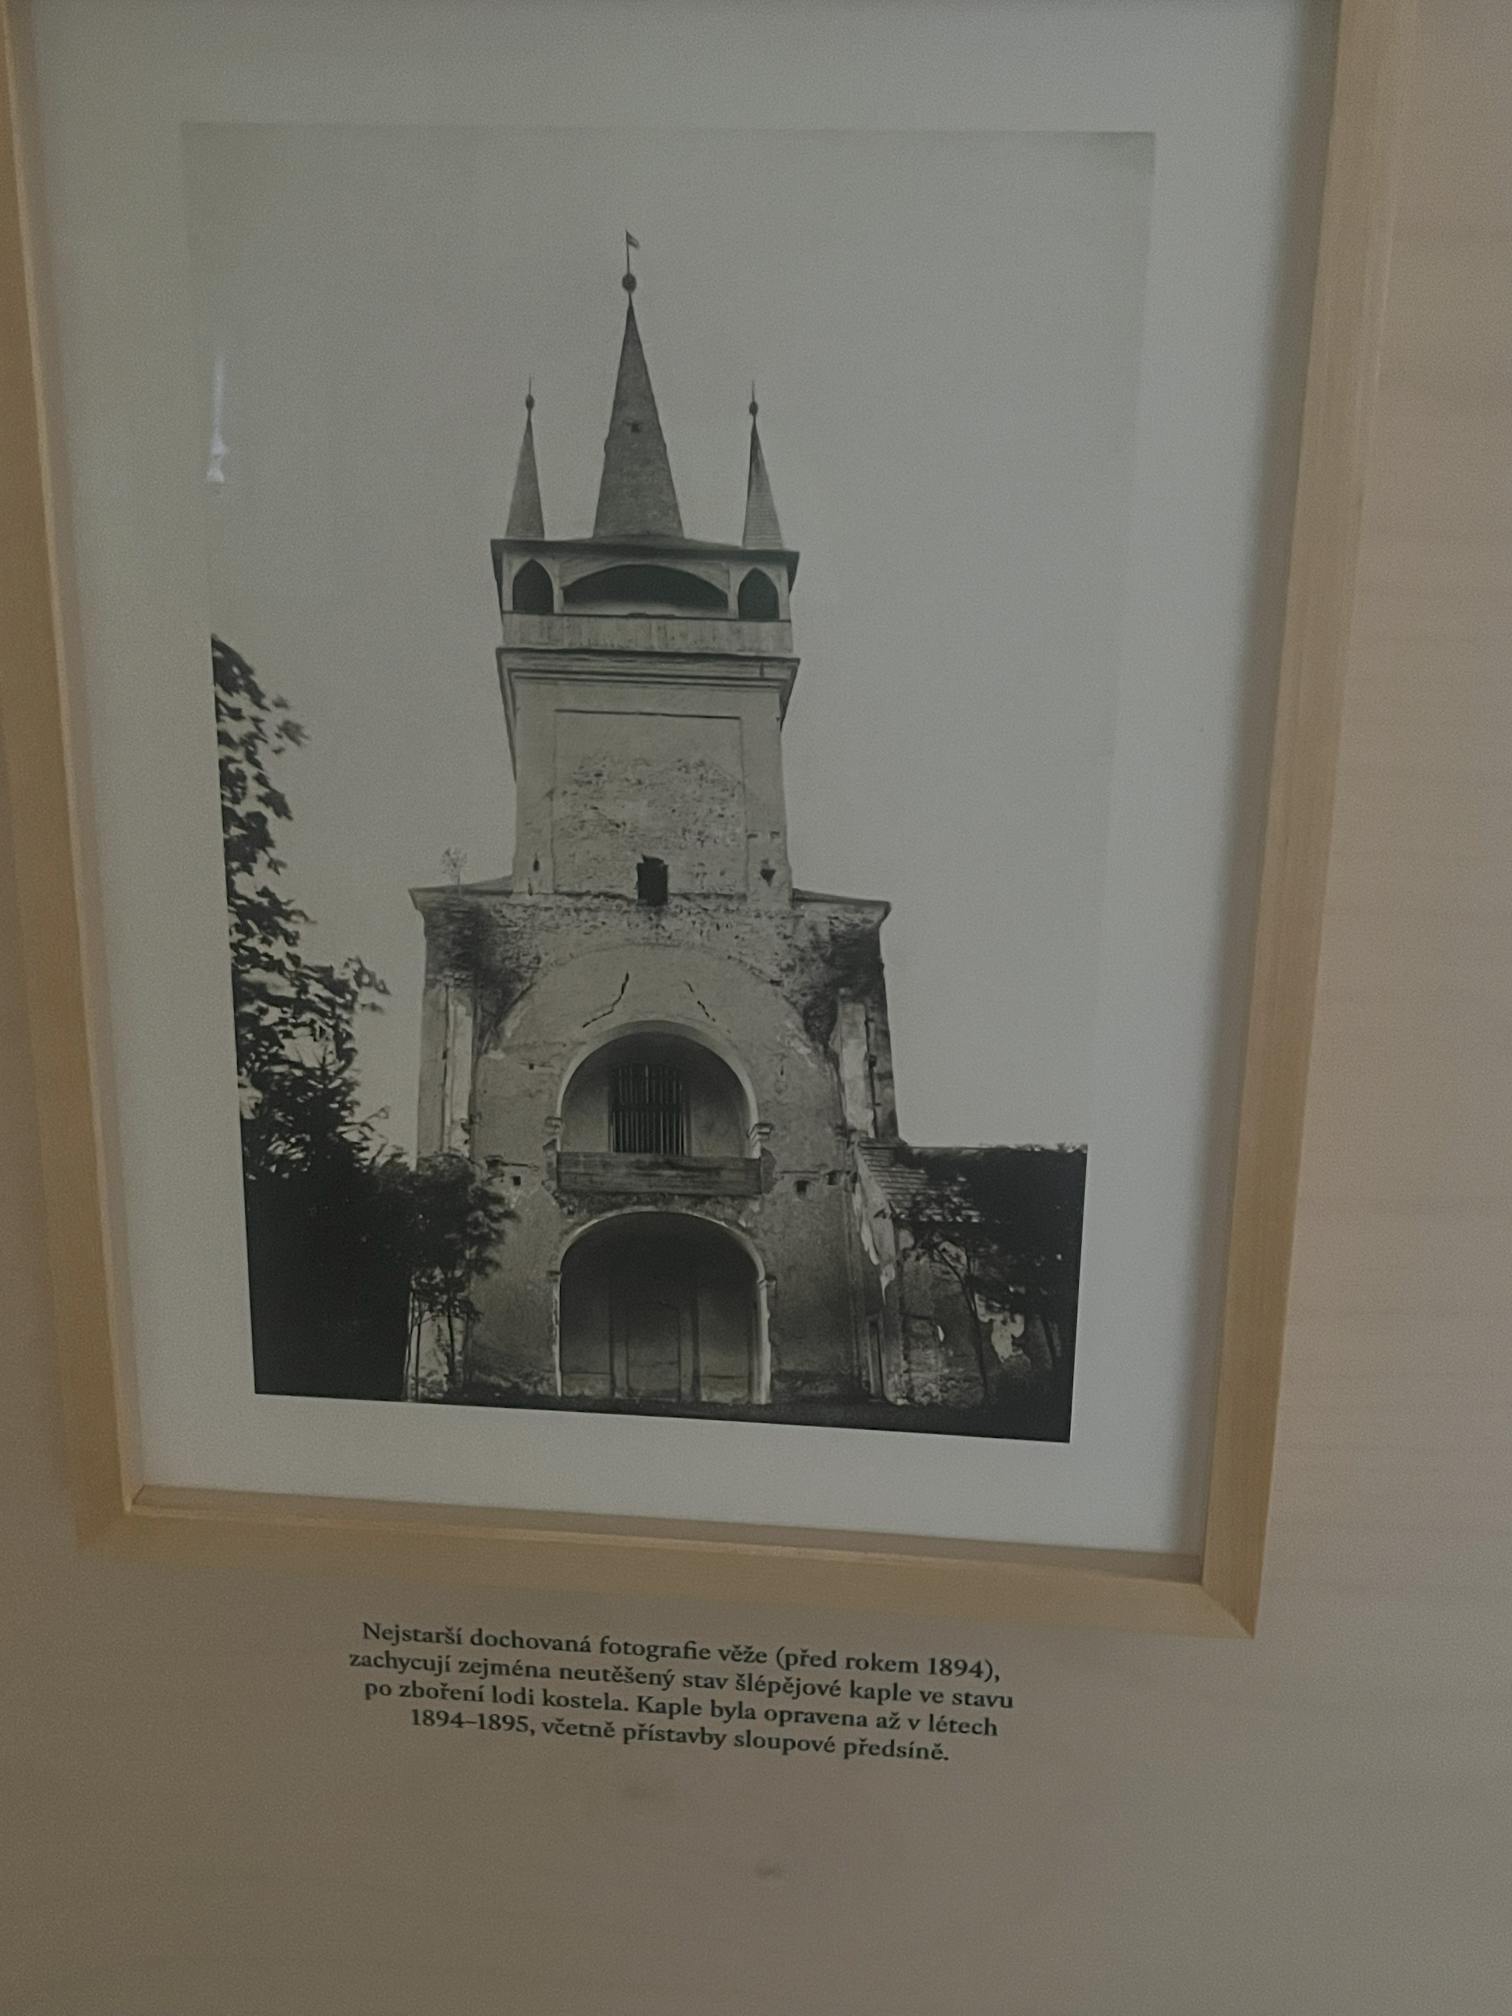 Nejstarší dochovaná fotografie věže (před rokem 1894),
zachycují zejména neutěšený stav šlépějové kaple ve stavu
po zboření lodi kostela. Kaple byla opravena až v létech
1894–1895, včetně přístavby sloupové předsíně.